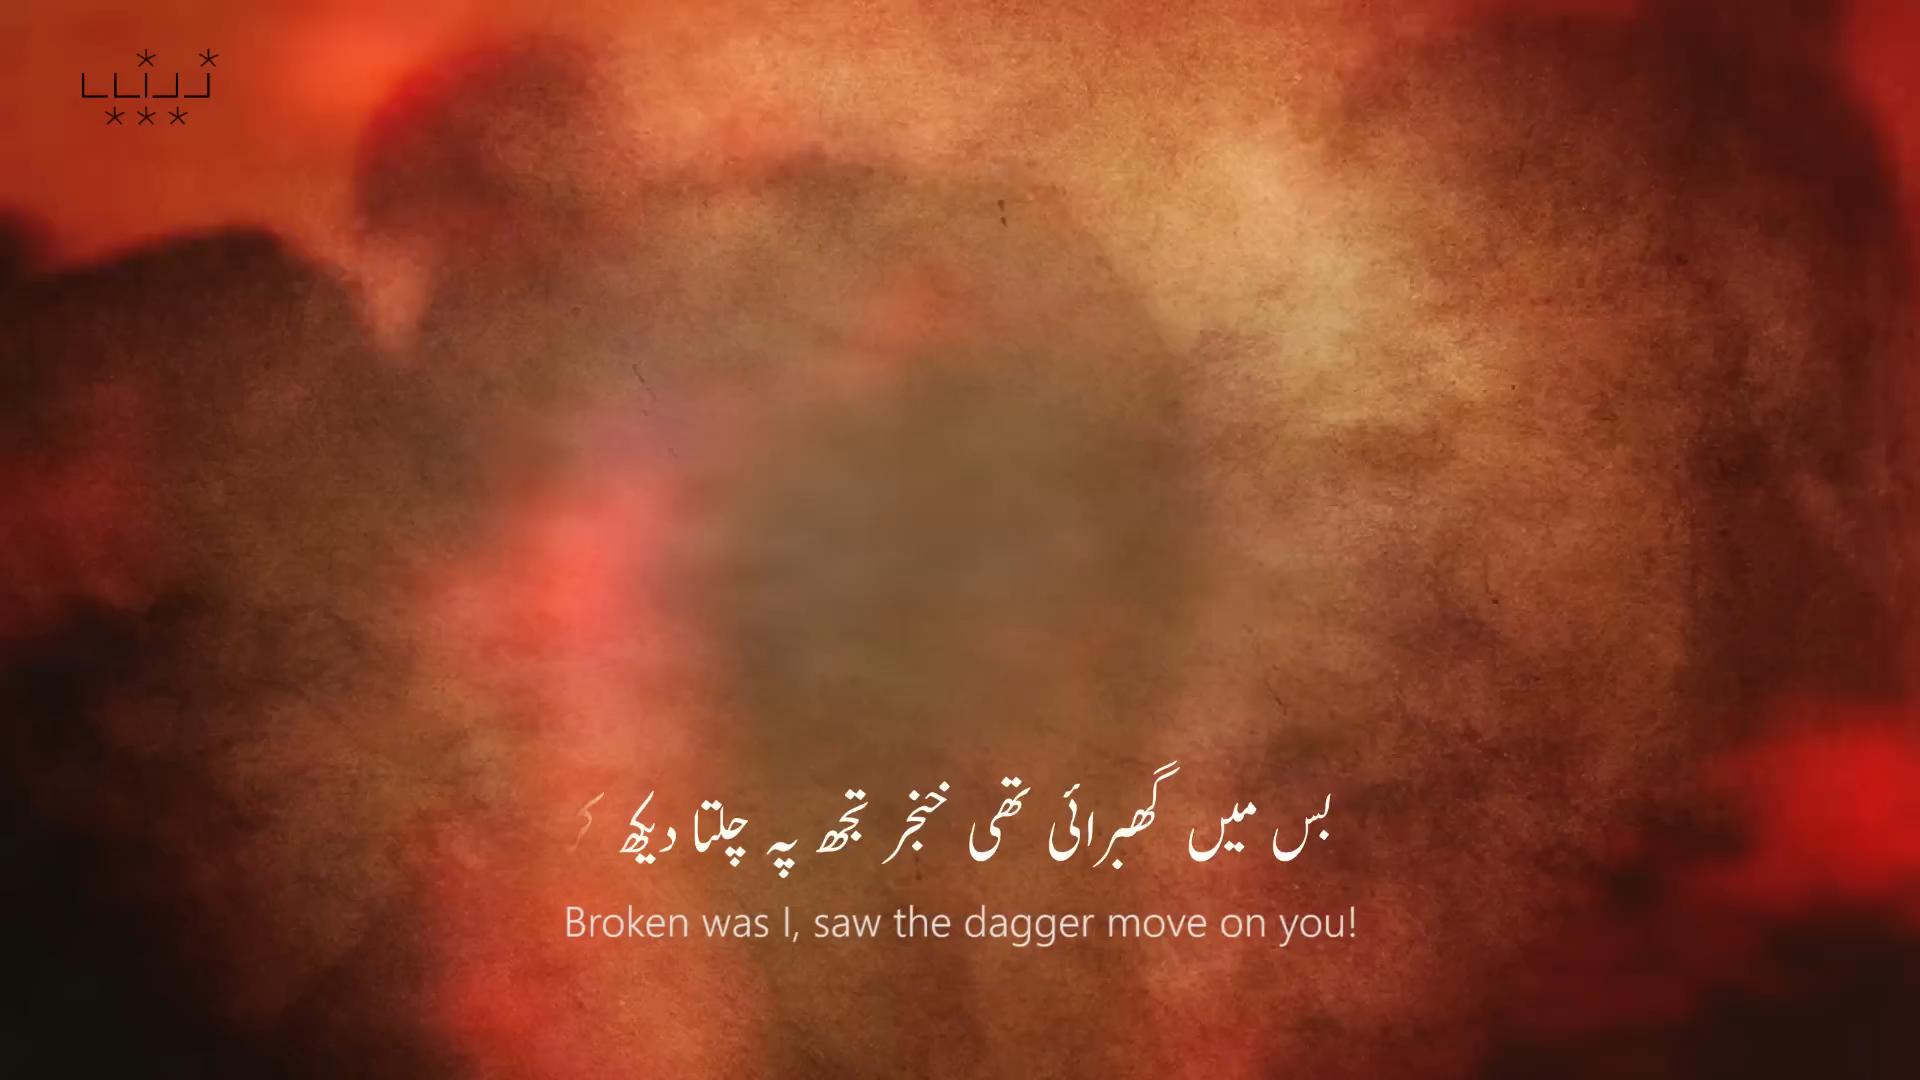 بس میں گھبرائی تھی خنجر تجھ پہ چلتا دیکھ کر
Broken was I, saw the dagger move on you!